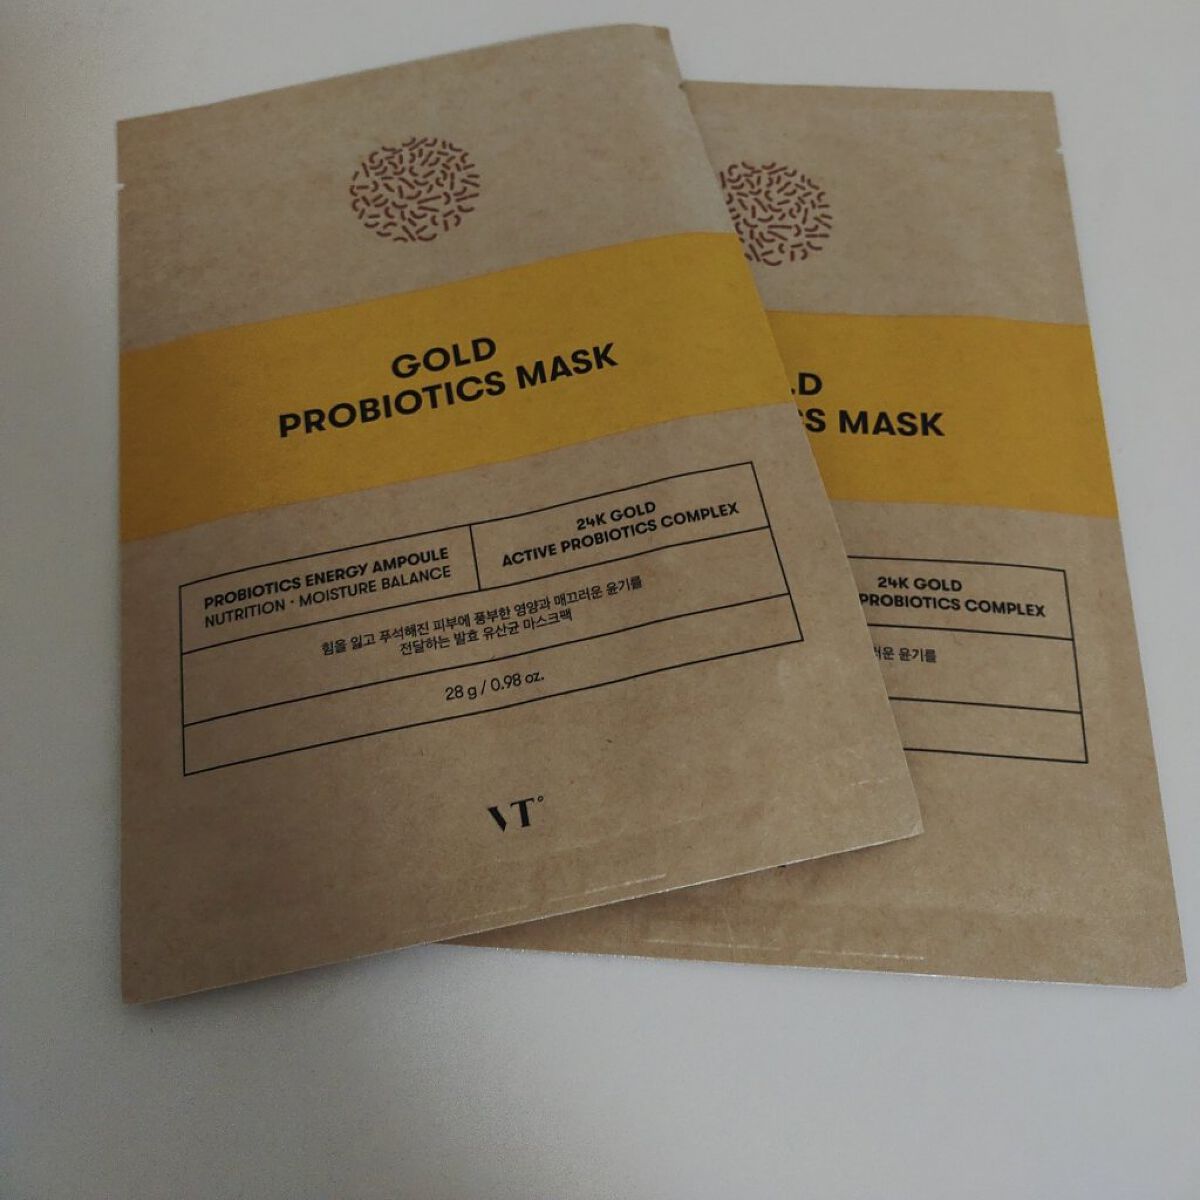 GOLD
PROBIOTICS MASK
PROBIOTICS ENERGY AMPOULE
NUTRITION · MOISTURE BALANCE
24K GOLD
ACTIVE PROBIOTICS COMPLEX
힘을 잃고 푸석해진 피부에 풍부한 영양과 매끄러운 윤기를
전달하는 발효 유산균 마스크팩
28 g / 0.98 oz.
VT°
LD
CS MASK
24K GOLD
PROBIOTICS COMPLEX
러운 윤기를